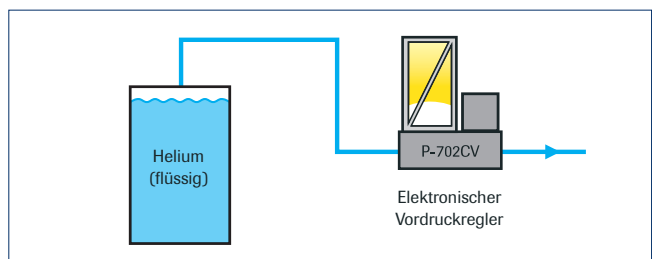 Helium
(flüssig)
P-702CV
Elektronischer
Vordruckregler